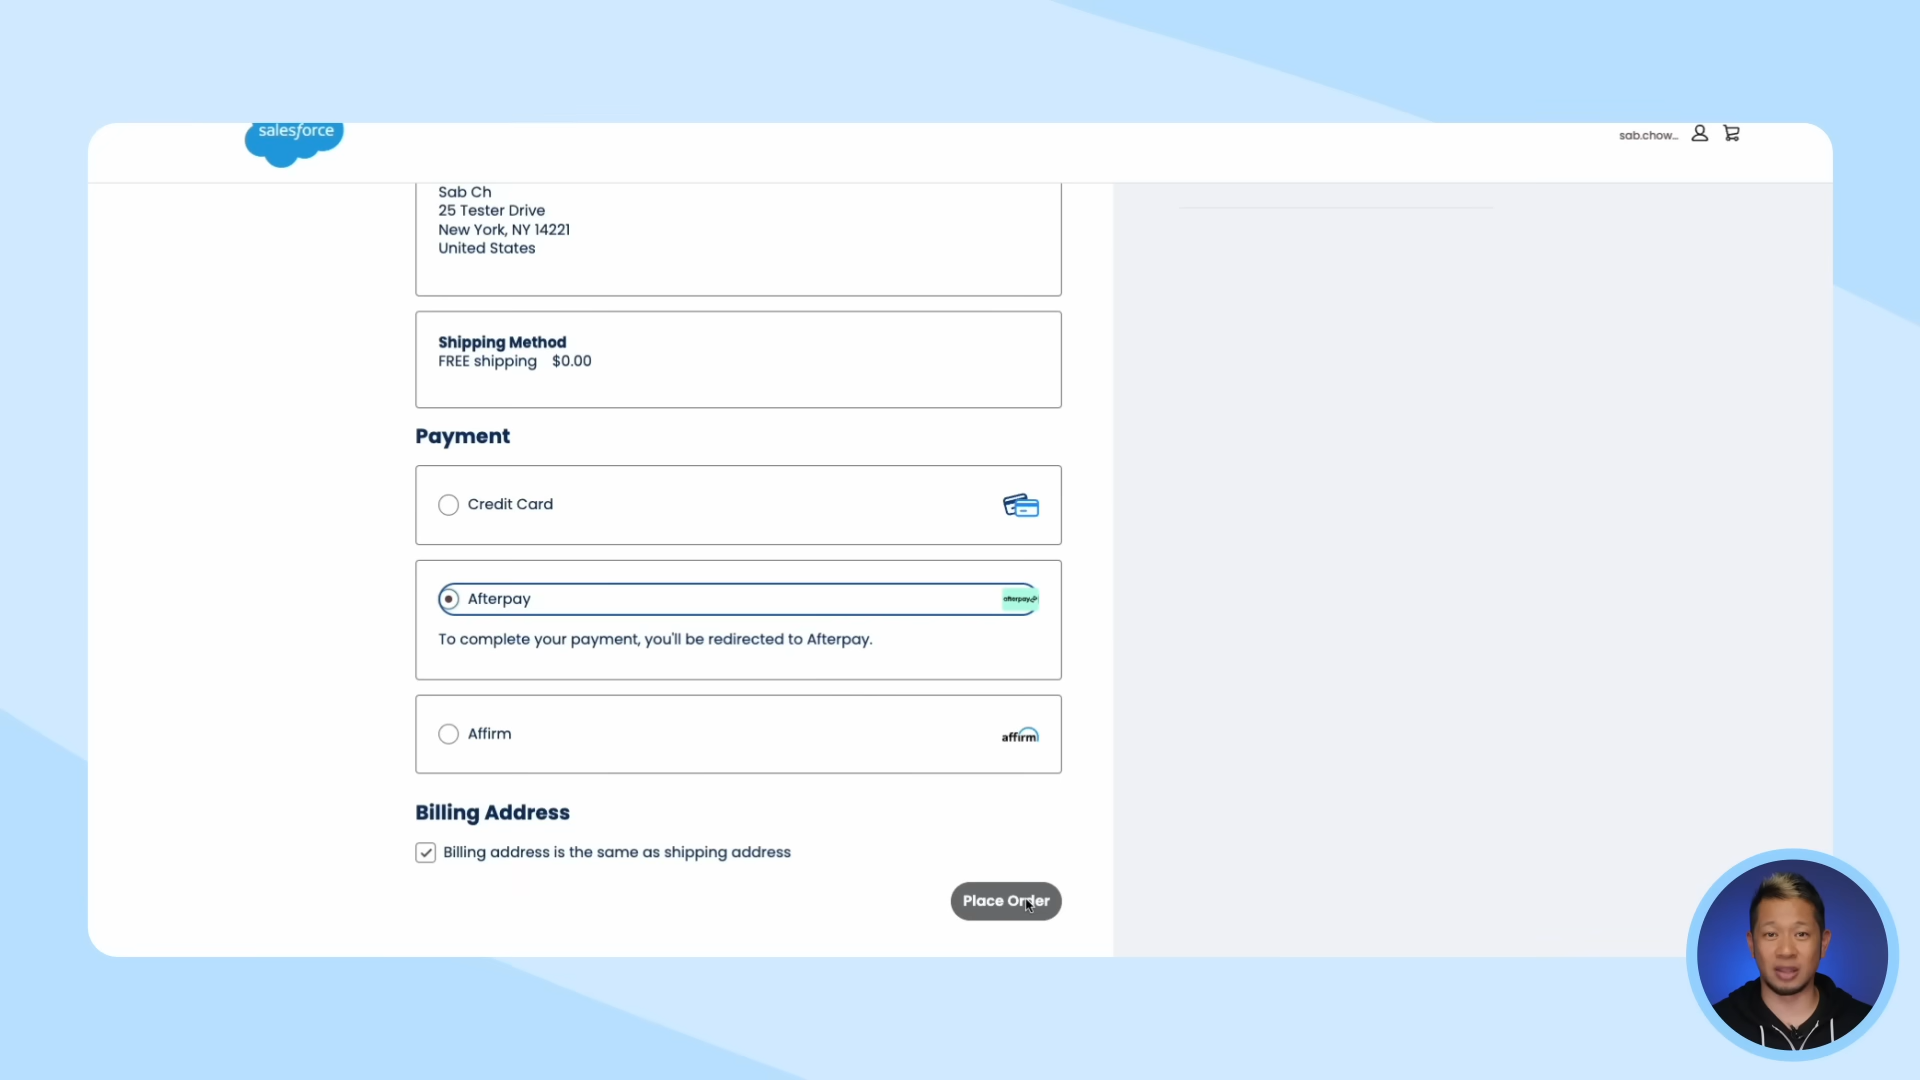 salesforce
sab.chow...
Sab Ch
25 Tester Drive
New York, NY 14221
United States
Shipping Method
FREE shipping $0.00
Payment
Credit Card
Afterpay
afterpay
To complete your payment, you'll be redirected to Afterpay.
Affirm
affirm
Billing Address
Billing address is the same as shipping address
Place Order